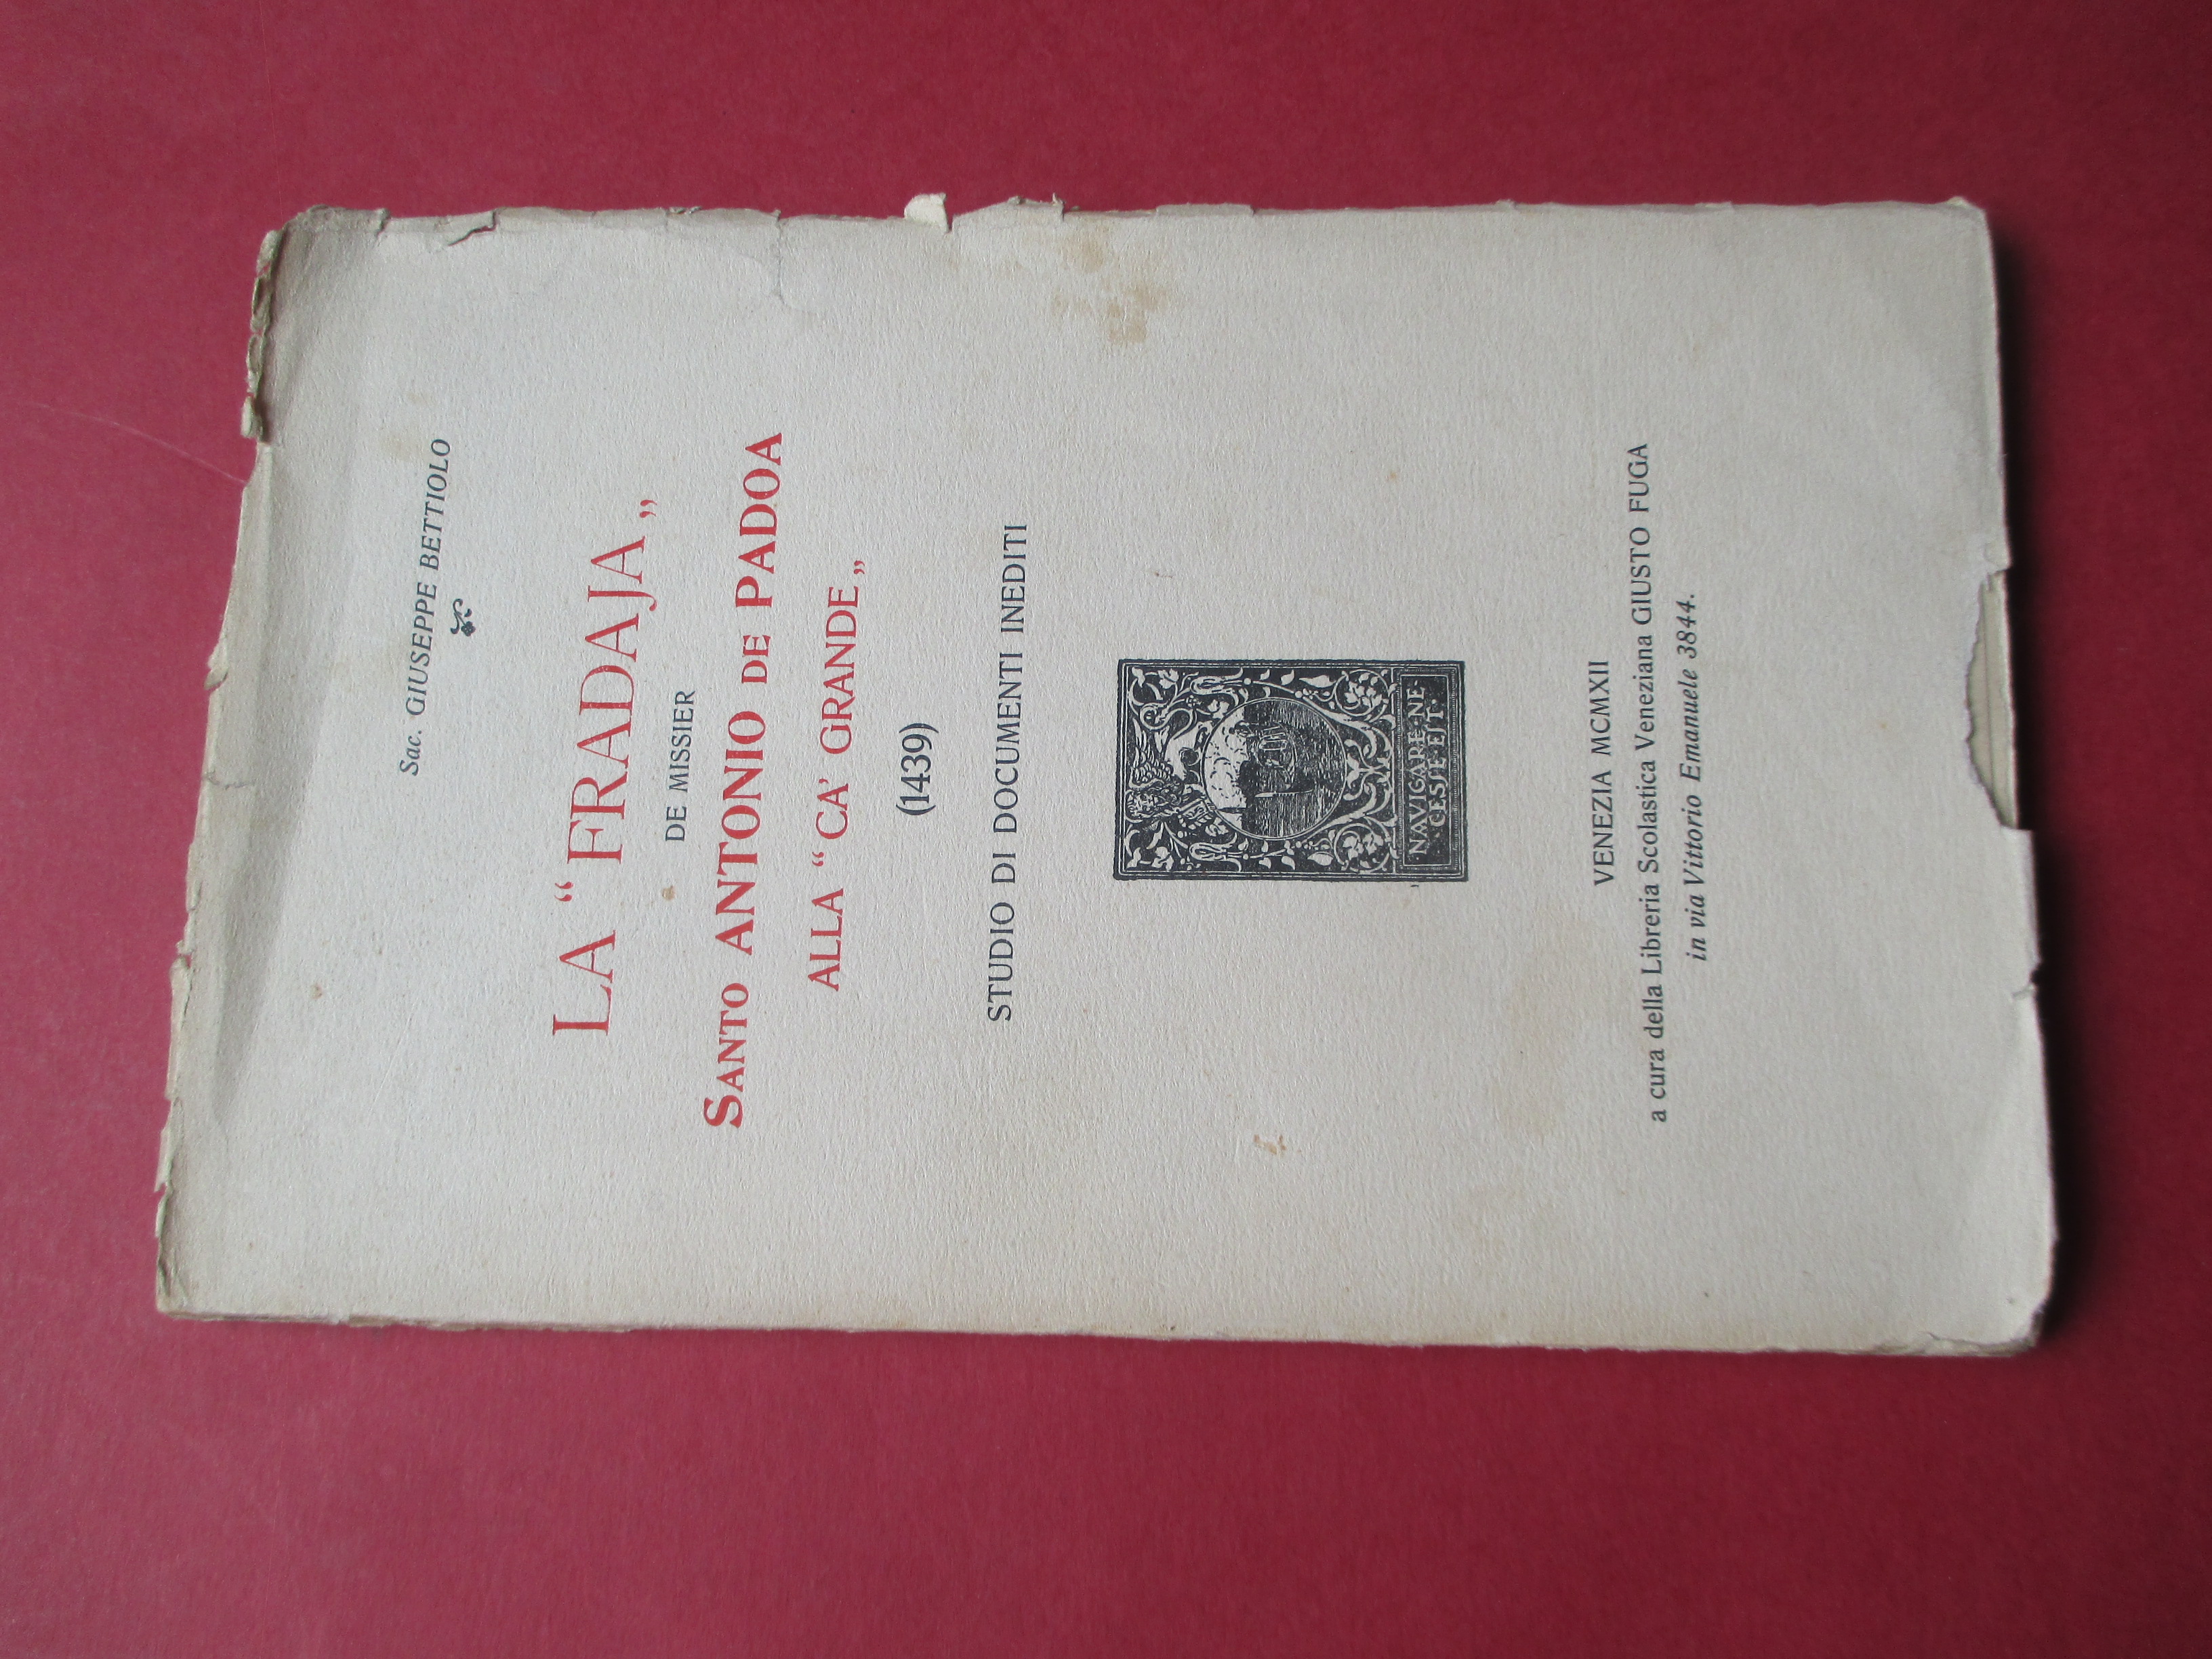 Sac. GIUSEPPE BETTIOLO
LA “FRADAJA„
DE MISSIER
SANTO ANTONIO DE PADOA
ALLA “CA' GRANDE„
(1439)
STUDIO DI DOCUMENTI INEDITI
·NAVIGARE·NE·
·CESSE·EST·
VENEZIA MCMXII
a cura della Libreria Scolastica Veneziana GIUSTO FUGA
in via Vittorio Emanuele 3844.